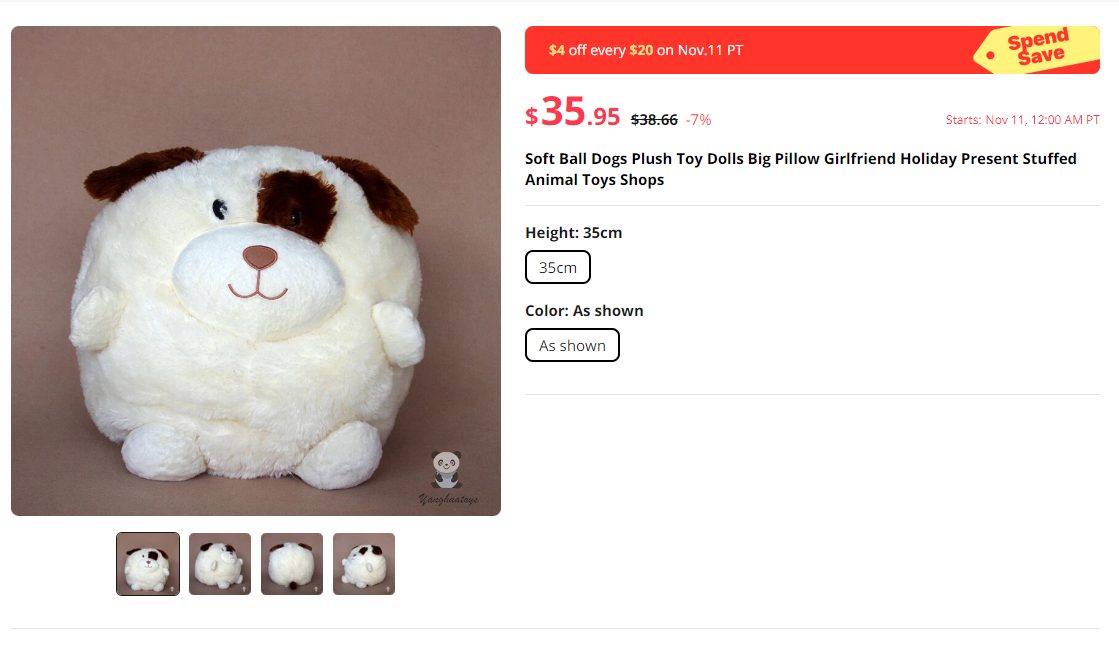 $4 off every $20 on Nov.11 PT
Spend
Save
$35.95 $38.66 -7%
Starts: Nov 11, 12:00 AM PT
Soft Ball Dogs Plush Toy Dolls Big Pillow Girlfriend Holiday Present Stuffed
Animal Toys Shops
Height: 35cm
35cm
Color: As shown
As shown
Yanghuatoys